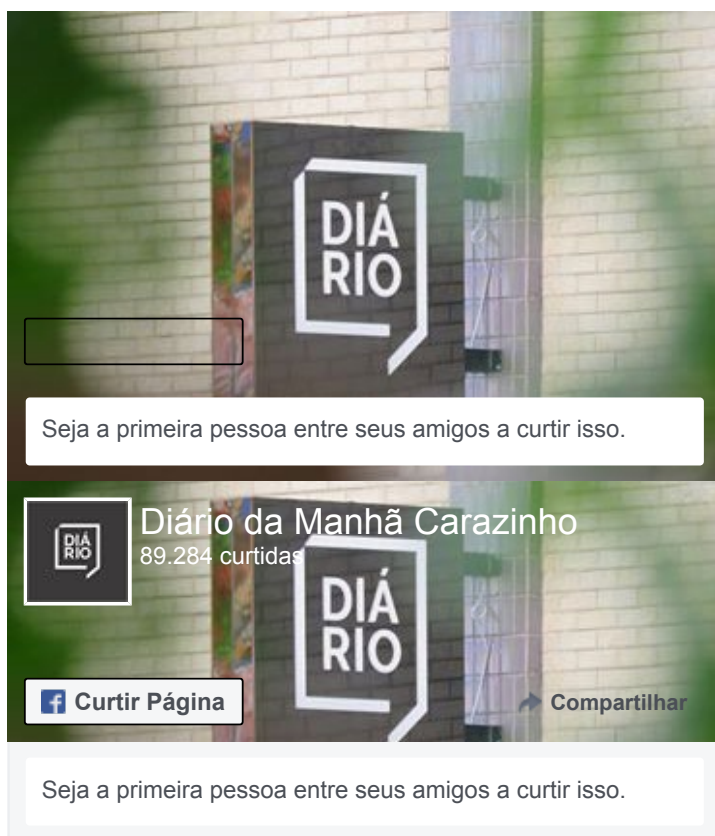 DIÁ
RIO
Seja a primeira pessoa entre seus amigos a curtir isso.
DIÁ
RIO
Diário da Manhã Carazinho
89.284 curtidas
DIÁ
RIO
Curtir Página
Compartilhar
Seja a primeira pessoa entre seus amigos a curtir isso.